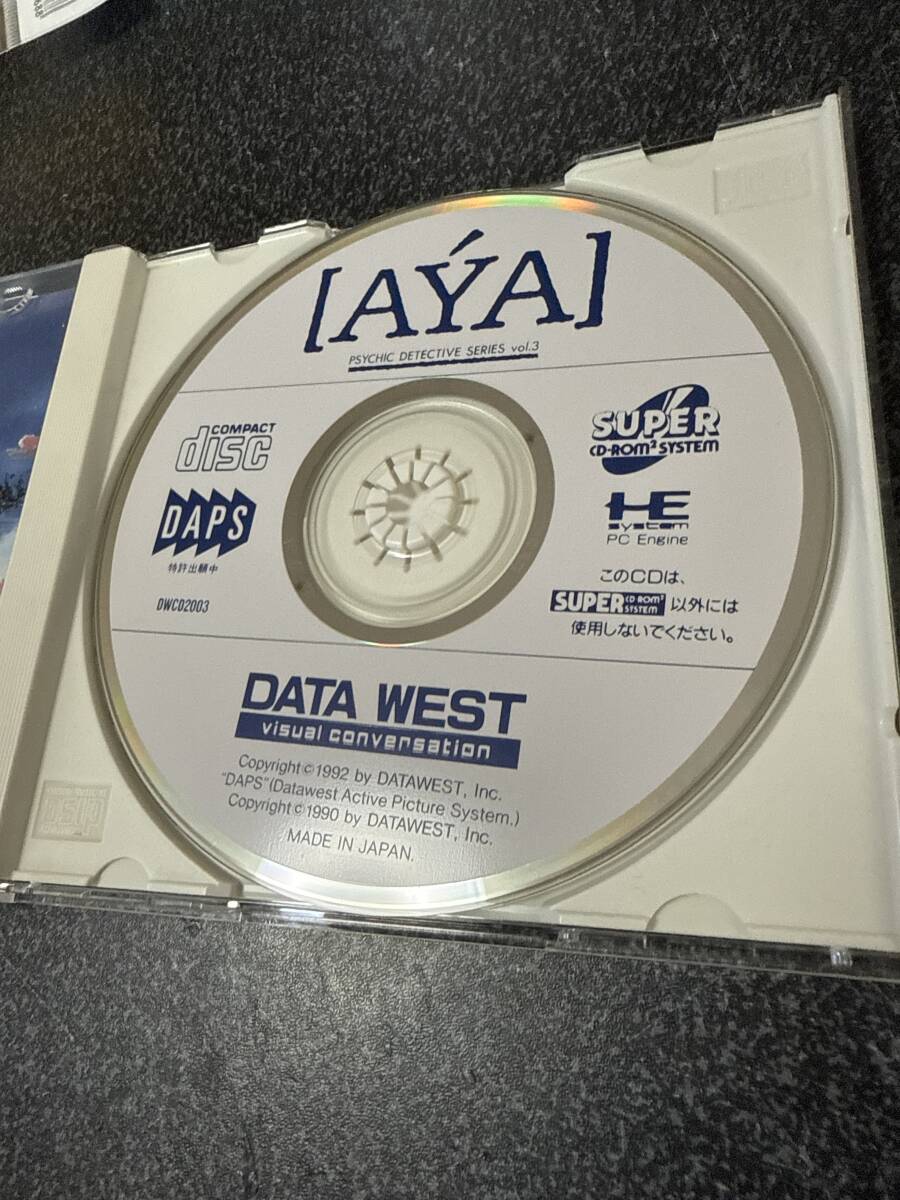 [AÝA]
PSYCHIC DETECTIVE SERIES vol.3
COMPACT
disc
DAPS
特許出願中
DWCD2003
SUPER
CD-ROM² SYSTEM
HE
system
PC Engine
このCDは、
SUPER CD-ROM² SYSTEM 以外には
使用しないでください。
DATA WEST
visual conversation
Copyright © 1992 by DATAWEST, Inc.
"DAPS"(Datawest Active Picture System.)
Copyright © 1990 by DATAWEST, Inc.
MADE IN JAPAN.